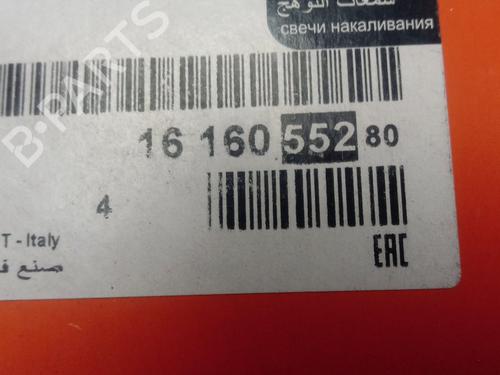 شمعات التوهج
свечи накаливания
B-PARTS
16 160 552 80
4
T - Italy
EAC